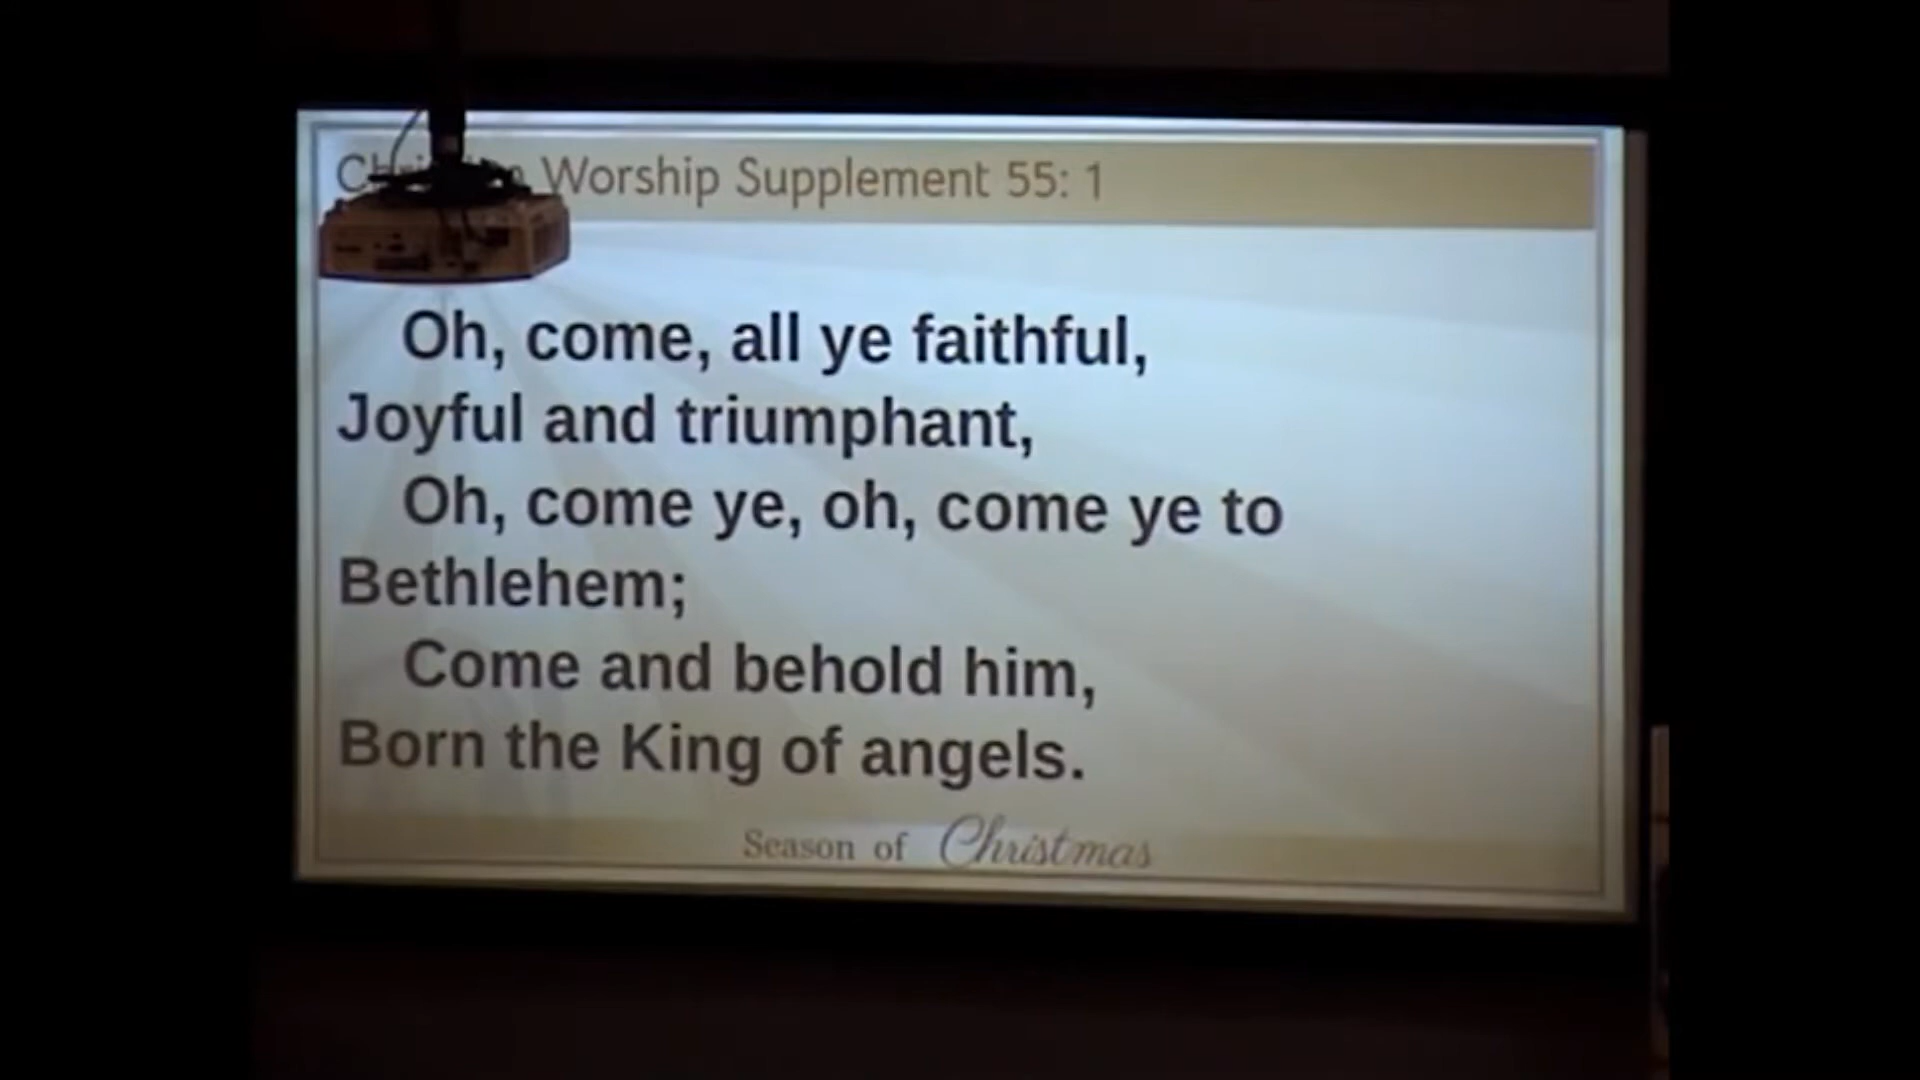 Worship Supplement 55: 1
Oh, come, all ye faithful,
Joyful and triumphant,
Oh, come ye, oh, come ye to
Bethlehem;
Come and behold him,
Born the King of angels.
Season of Christmas